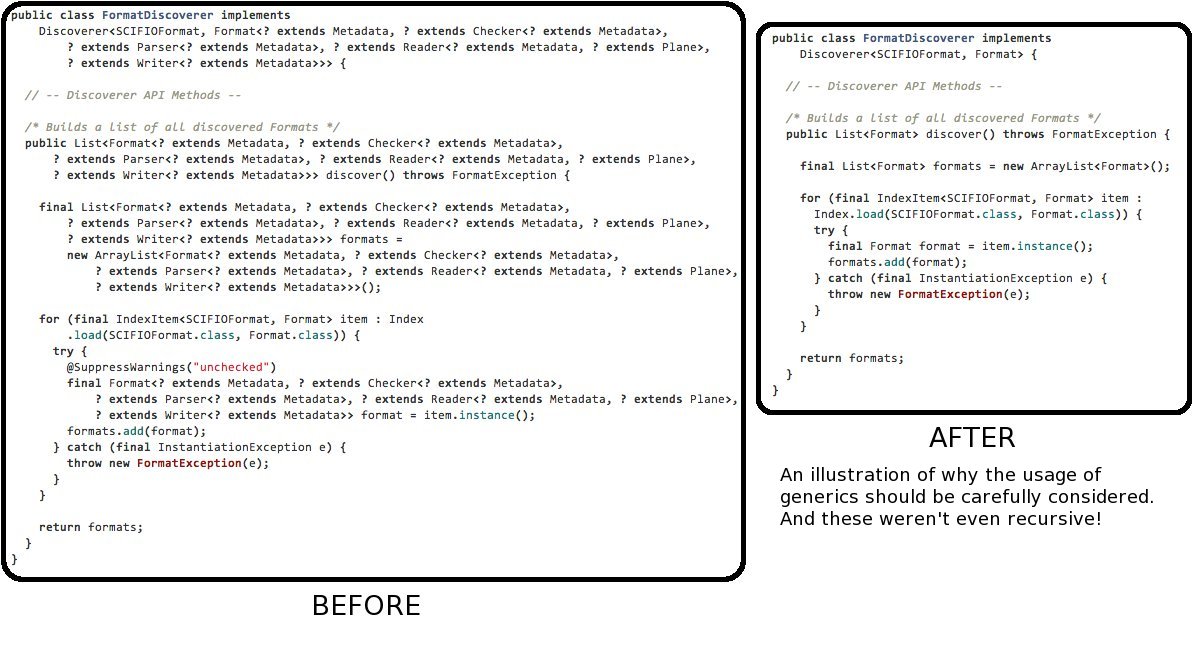 public class FormatDiscoverer implements
Discoverer<SCIFIOFormat, Format<? extends Metadata, ? extends Checker<? extends Metadata>,
? extends Parser<? extends Metadata>, ? extends Reader<? extends Metadata, ? extends Plane>,
? extends Writer<? extends Metadata>>> {
// -- Discoverer API Methods --
/* Builds a list of all discovered Formats */
public List<Format<? extends Metadata, ? extends Checker<? extends Metadata>,
? extends Parser<? extends Metadata>, ? extends Reader<? extends Metadata, ? extends Plane>,
? extends Writer<? extends Metadata>>> discover() throws FormatException {
final List<Format<? extends Metadata, ? extends Checker<? extends Metadata>,
? extends Parser<? extends Metadata>, ? extends Reader<? extends Metadata, ? extends Plane>,
? extends Writer<? extends Metadata>>> formats =
new ArrayList<Format<? extends Metadata, ? extends Checker<? extends Metadata>,
? extends Parser<? extends Metadata>, ? extends Reader<? extends Metadata, ? extends Plane>,
? extends Writer<? extends Metadata>>>();
for (final IndexItem<SCIFIOFormat, Format> item : Index
.load(SCIFIOFormat.class, Format.class)) {
try {
@SuppressWarnings("unchecked")
final Format<? extends Metadata, ? extends Checker<? extends Metadata>,
? extends Parser<? extends Metadata>, ? extends Reader<? extends Metadata, ? extends Plane>,
? extends Writer<? extends Metadata>> format = item.instance();
formats.add(format);
} catch (final InstantiationException e) {
throw new FormatException(e);
}
}
return formats;
}
}
BEFORE
public class FormatDiscoverer implements
Discoverer<SCIFIOFormat, Format> {
// -- Discoverer API Methods --
/* Builds a list of all discovered Formats */
public List<Format> discover() throws FormatException {
final List<Format> formats = new ArrayList<Format>();
for (final IndexItem<SCIFIOFormat, Format> item :
Index.load(SCIFIOFormat.class, Format.class)) {
try {
final Format format = item.instance();
formats.add(format);
} catch (final InstantiationException e) {
throw new FormatException(e);
}
}
return formats;
}
}
AFTER
An illustration of why the usage of
generics should be carefully considered.
And these weren't even recursive!